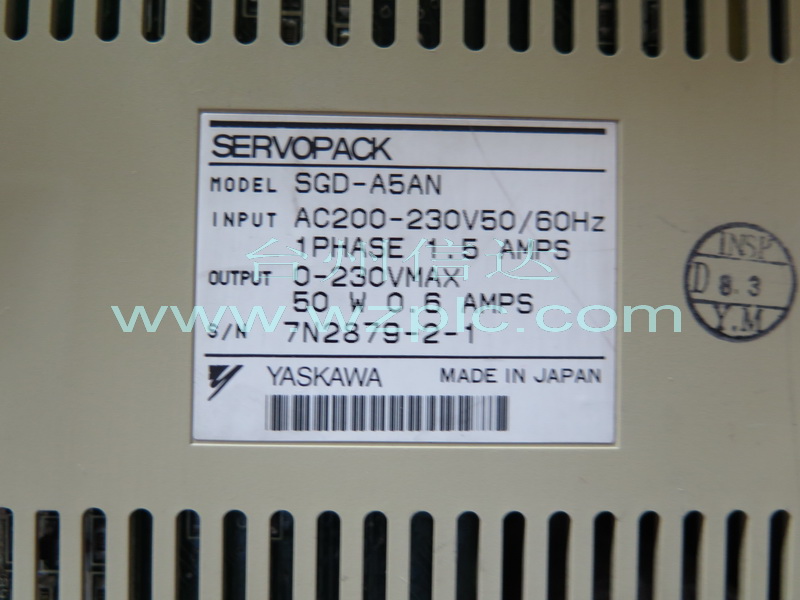 SERVOPACK
MODEL SGD-A5AN
INPUT AC200-230V50/60Hz
1PHASE 1.5 AMPS
台州信达
OUTPUT 0-230VMAX
50 W 0.6 AMPS
www.wzplc.com
S/N 7N2879-2-1
YASKAWA MADE IN JAPAN
INSP
D 8.3
Y.M